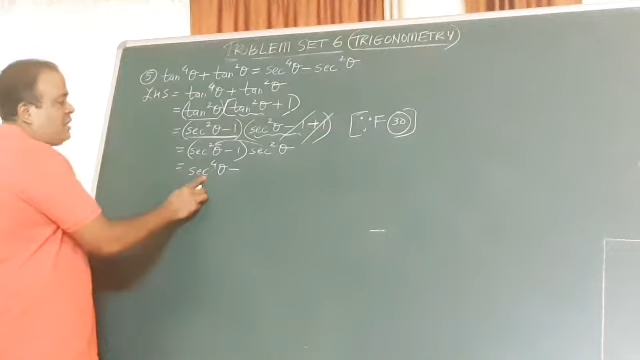 PROBLEM SET 6 (TRIGONOMETRY)
⑤ tan⁴θ + tan²θ = sec⁴θ − sec²θ
LHS = tan⁴θ + tan²θ
= (tan²θ)(tan²θ + 1)
= (sec²θ − 1)(sec²θ − 1 + 1) [∵ F 30]
= (sec²θ − 1) sec²θ
= sec⁴θ −